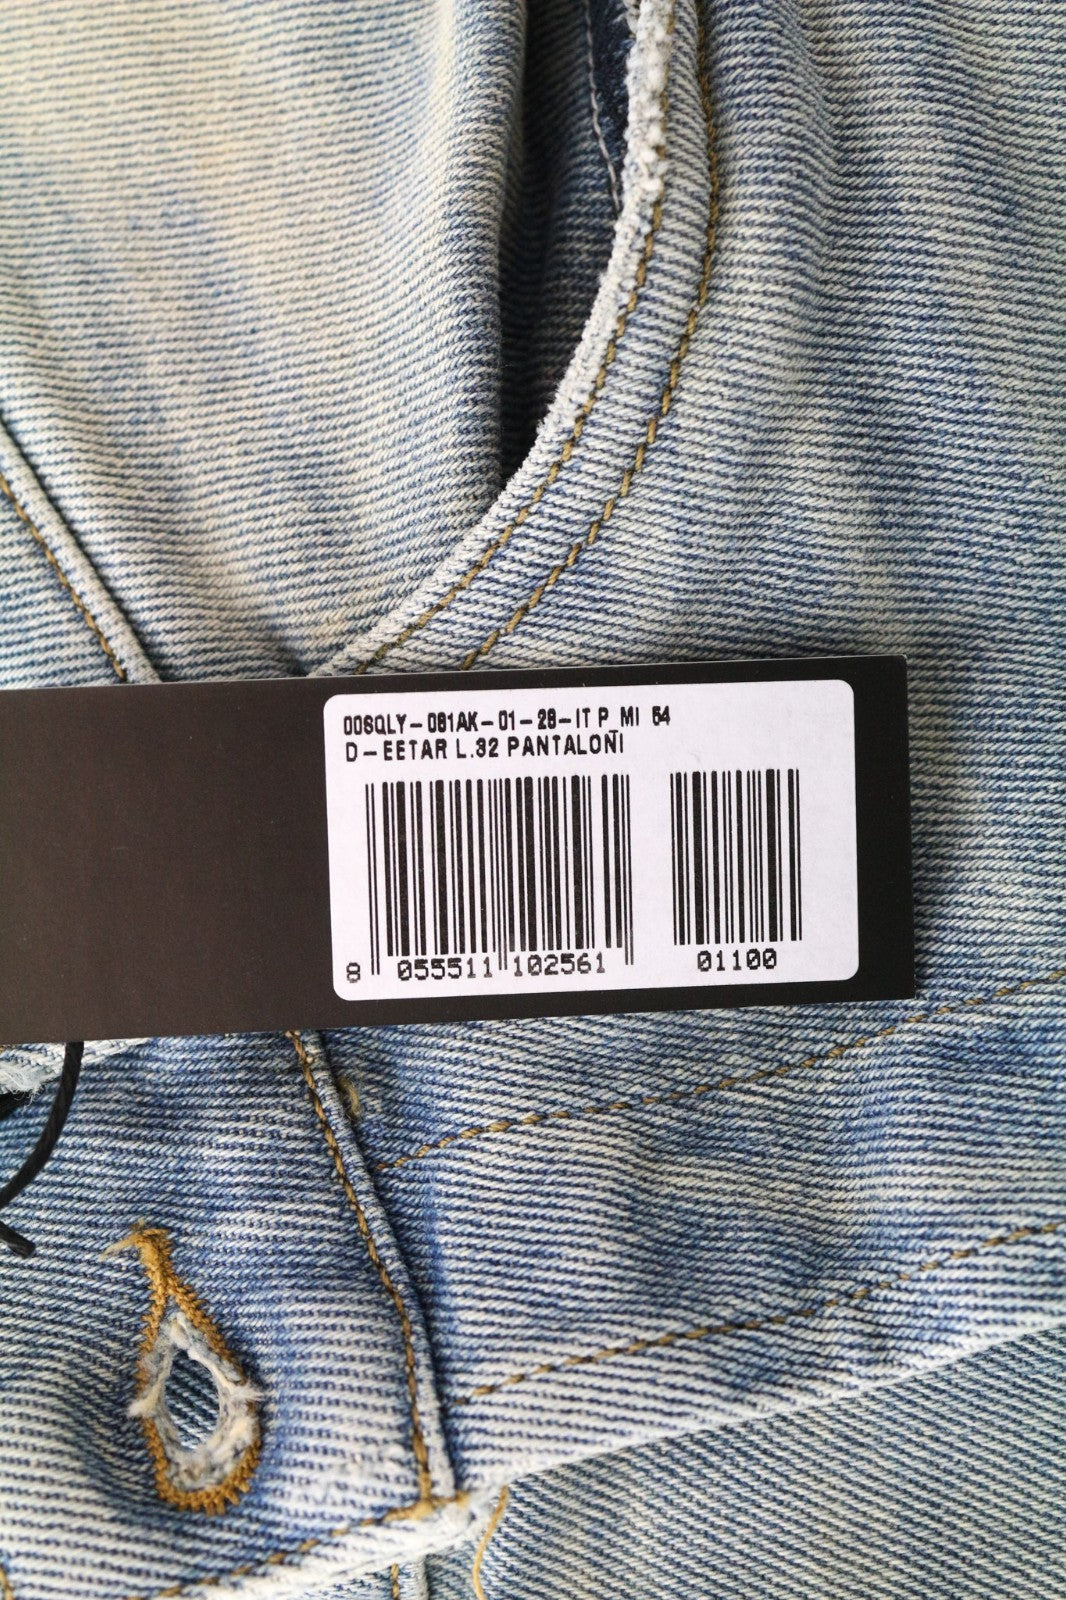 00SQLY-081AK-01-28-IT P MI 54
D-EETAR L.32 PANTALONI
8 055511 102561 01100